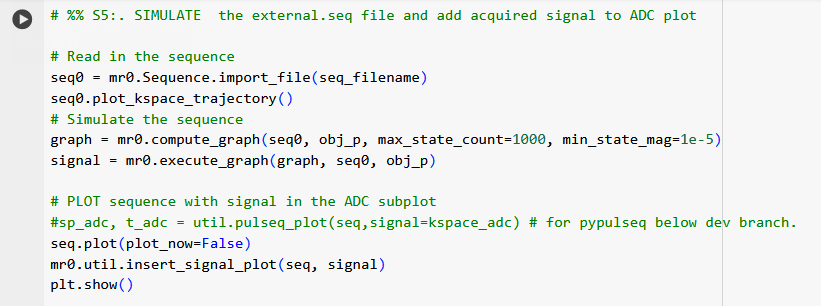 # %% S5:. SIMULATE  the external.seq file and add acquired signal to ADC plot
# Read in the sequence
seq0 = mr0.Sequence.import_file(seq_filename)
seq0.plot_kspace_trajectory()
# Simulate the sequence
graph = mr0.compute_graph(seq0, obj_p, max_state_count=1000, min_state_mag=1e-5)
signal = mr0.execute_graph(graph, seq0, obj_p)
# PLOT sequence with signal in the ADC subplot
#sp_adc, t_adc = util.pulseq_plot(seq,signal=kspace_adc) # for pypulseq below dev branch.
seq.plot(plot_now=False)
mr0.util.insert_signal_plot(seq, signal)
plt.show()